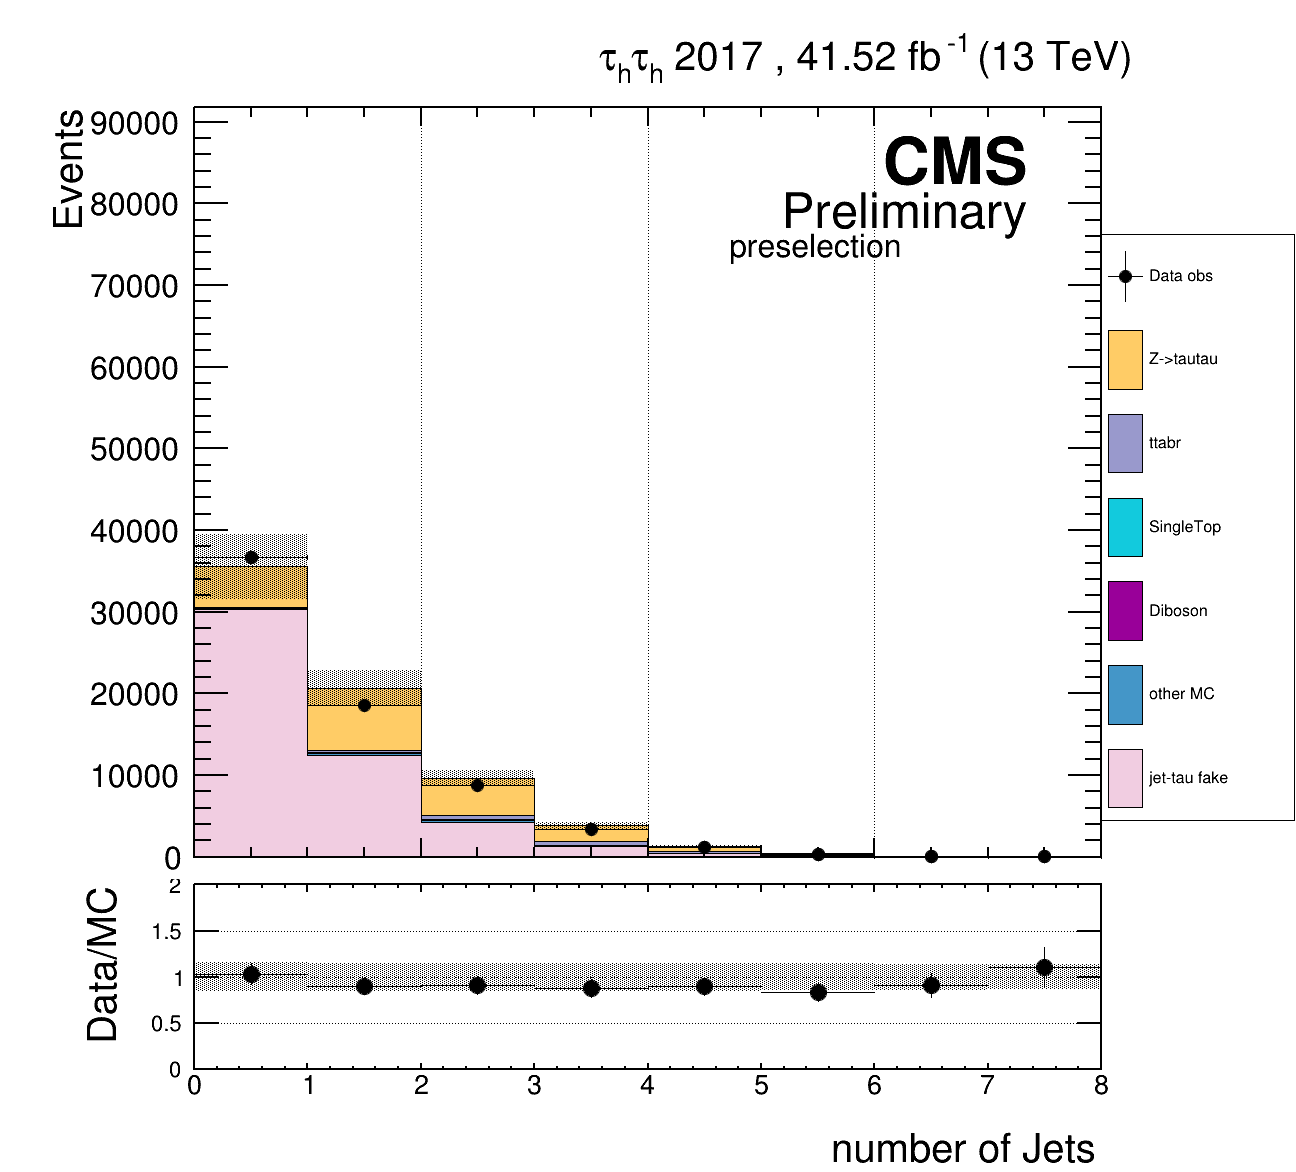 τhτh 2017 , 41.52 fb-1 (13 TeV)
Events
90000
80000
70000
60000
50000
40000
30000
20000
10000
0
CMS
Preliminary
preselection
Data obs
Z->tautau
ttabr
SingleTop
Diboson
other MC
jet-tau fake
Data/MC
2
1.5
1
0.5
0
0 1 2 3 4 5 6 7 8
number of Jets